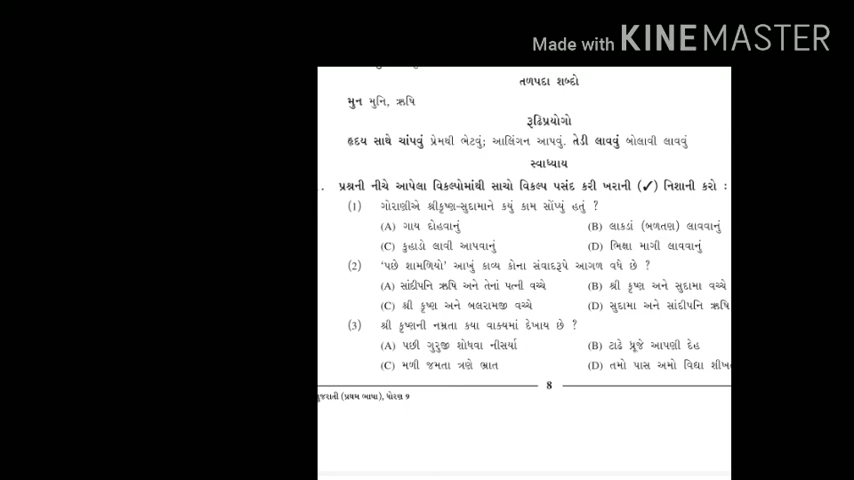 Made with KINEMASTER
તળપદા શબ્દો
મુન મુનિ, ઋષિ
રૂઢિપ્રયોગો
હૃદય સાથે ચાંપવું પ્રેમથી ભેટવું; આલિંગન આપવું. તેડી લાવવું બોલાવી લાવવું
સ્વાધ્યાય
. પ્રશ્નની નીચે આપેલા વિકલ્પોમાંથી સાચો વિકલ્પ પસંદ કરી ખરાની (✓) નિશાની કરો :
(1) ગોરાણીએ શ્રીકૃષ્ણ-સુદામાને કયું કામ સોંપ્યું હતું ?
(A) ગાય દોહવાનું (B) લાકડાં (બળતણ) લાવવાનું
(C) કુહાડો લાવી આપવાનું (D) ભિક્ષા માગી લાવવાનું
(2) 'પછે શામળિયો' આખું કાવ્ય કોના સંવાદરૂપે આગળ વધે છે ?
(A) સાંદીપનિ ઋષિ અને તેનાં પત્ની વચ્ચે (B) શ્રી કૃષ્ણ અને સુદામા વચ્ચે
(C) શ્રી કૃષ્ણ અને બલરામજી વચ્ચે (D) સુદામા અને સાંદીપનિ ઋષિ
(3) શ્રી કૃષ્ણની નમ્રતા કયા વાક્યમાં દેખાય છે ?
(A) પછી ગુરુજી શોધવા નીસર્યા (B) ટાઢે ધ્રૂજે આપણી દેહ
(C) મળી જમતા ત્રણે ભ્રાત (D) તમો પાસ અમો વિદ્યા શીખ
8
ગુજરાતી (પ્રથમ ભાષા), ધોરણ 9